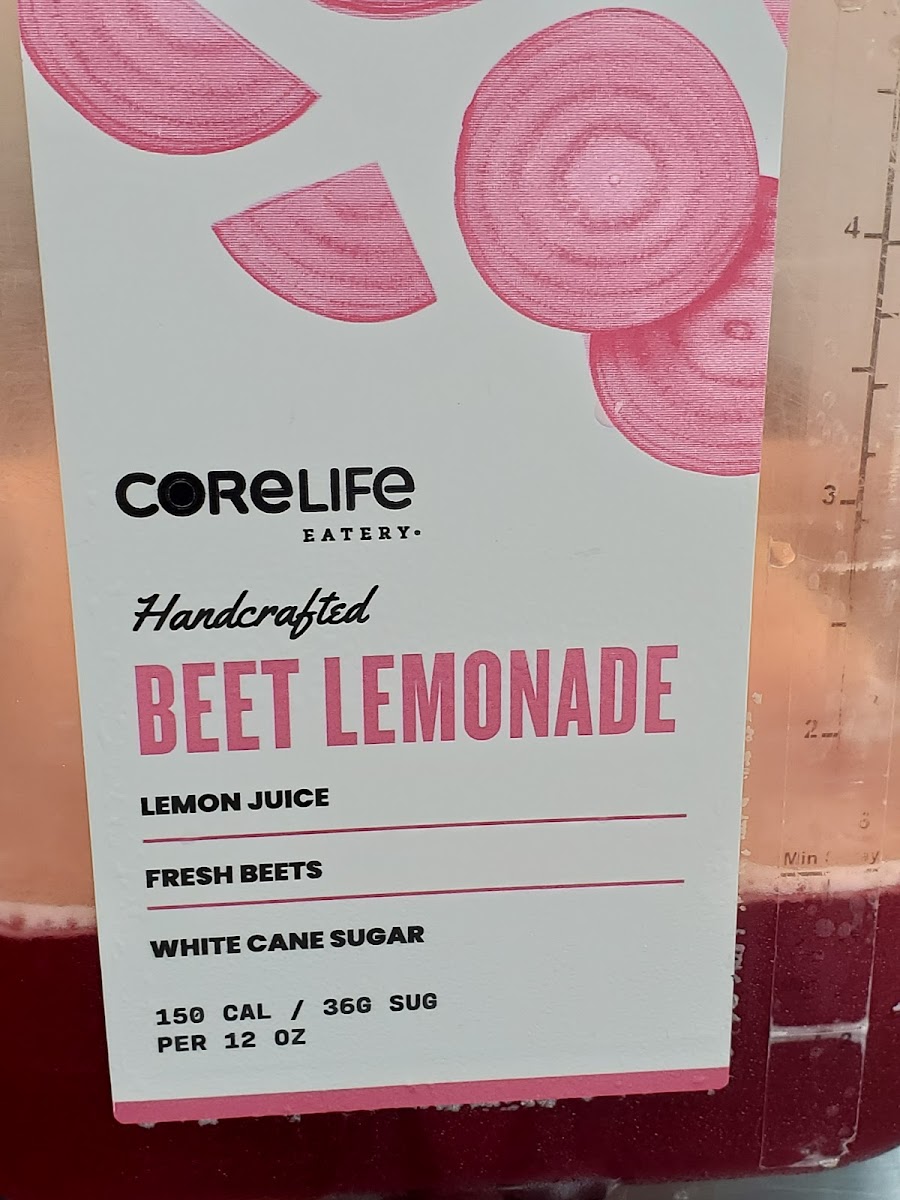 4
CORELIFE
EATERY
3
Handcrafted
BEET LEMONADE
2
LEMON JUICE
Min
FRESH BEETS
WHITE CANE SUGAR
150 CAL / 36G SUG
PER 12 OZ